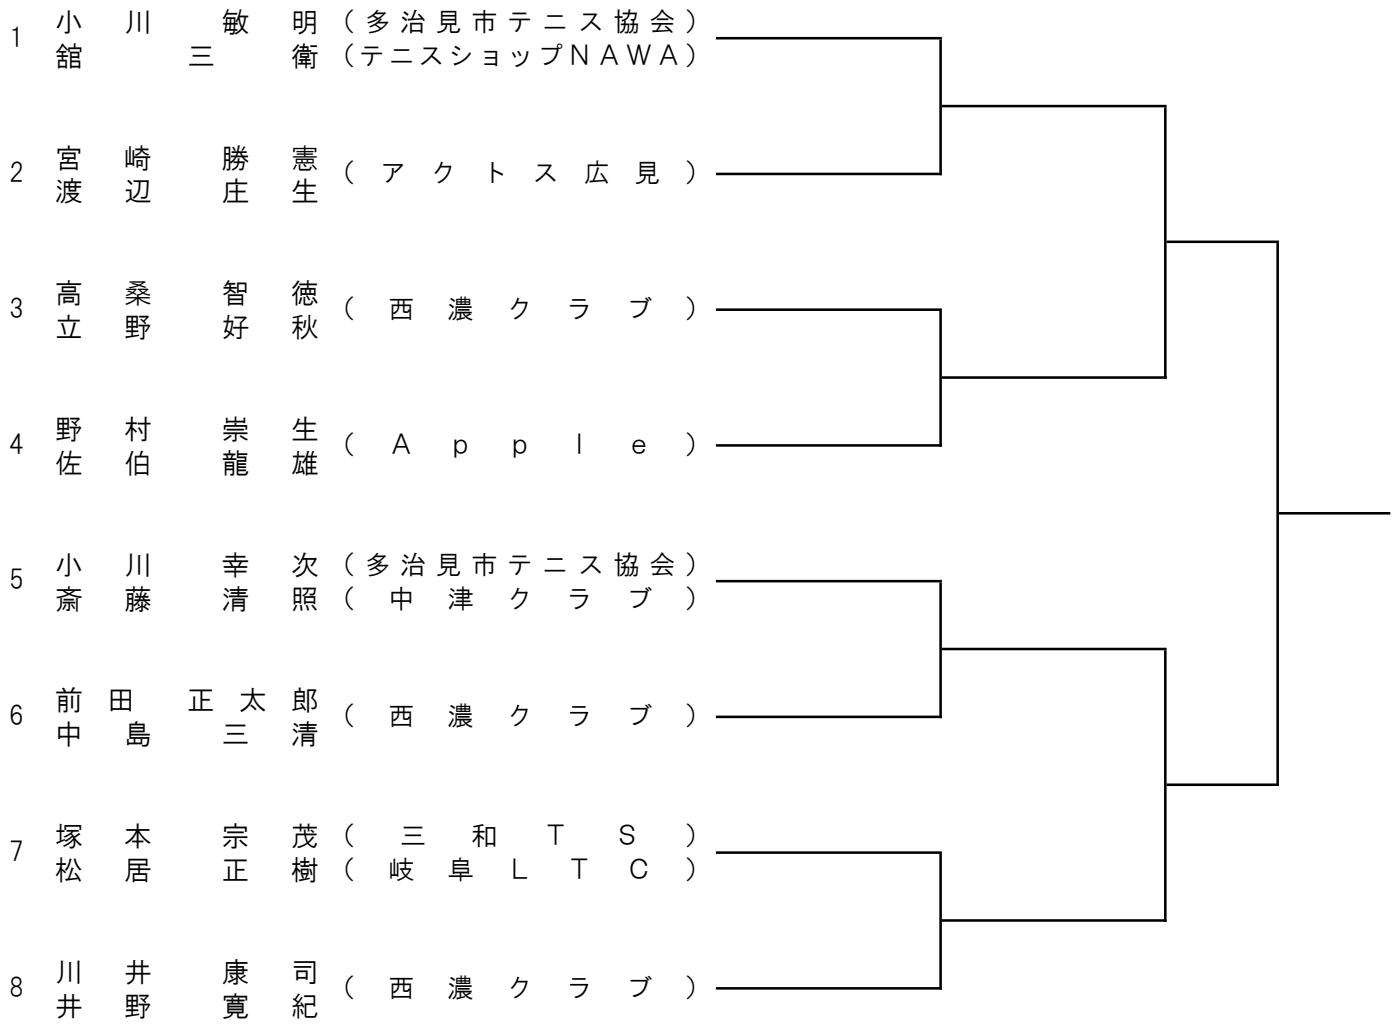 1 小川 敏明 (多治見市テニス協会)
舘 三衛 (テニスショップNAWA)
2 宮崎 勝憲 (アクトス広見)
渡辺 庄生
3 高桑 智徳 (西濃クラブ)
立野 好秋
4 野村 崇生 (Apple)
佐伯 龍雄
5 小川 幸次 (多治見市テニス協会)
斎藤 清照 (中津クラブ)
6 前田 正太郎 (西濃クラブ)
中島 三清
7 塚本 宗茂 (三和TS)
松居 正樹 (岐阜LTC)
8 川井 康司 (西濃クラブ)
井野 寛紀